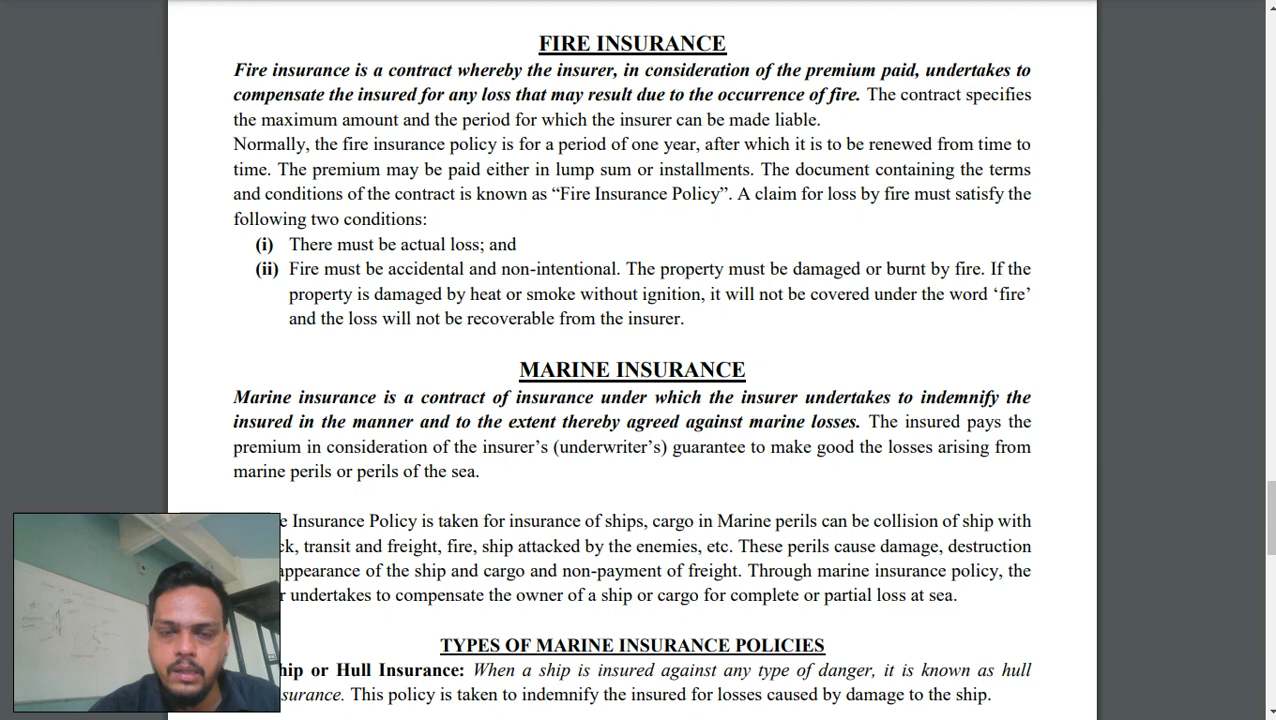 FIRE INSURANCE
Fire insurance is a contract whereby the insurer, in consideration of the premium paid, undertakes to
compensate the insured for any loss that may result due to the occurrence of fire. The contract specifies
the maximum amount and the period for which the insurer can be made liable.
Normally, the fire insurance policy is for a period of one year, after which it is to be renewed from time to
time. The premium may be paid either in lump sum or installments. The document containing the terms
and conditions of the contract is known as “Fire Insurance Policy”. A claim for loss by fire must satisfy the
following two conditions:
(i) There must be actual loss; and
(ii) Fire must be accidental and non-intentional. The property must be damaged or burnt by fire. If the
property is damaged by heat or smoke without ignition, it will not be covered under the word ‘fire’
and the loss will not be recoverable from the insurer.
MARINE INSURANCE
Marine insurance is a contract of insurance under which the insurer undertakes to indemnify the
insured in the manner and to the extent thereby agreed against marine losses. The insured pays the
premium in consideration of the insurer’s (underwriter’s) guarantee to make good the losses arising from
marine perils or perils of the sea.
Insurance Policy is taken for insurance of ships, cargo in Marine perils can be collision of ship with
transit and freight, fire, ship attacked by the enemies, etc. These perils cause damage, destruction
of the ship and cargo and non-payment of freight. Through marine insurance policy, the
undertakes to compensate the owner of a ship or cargo for complete or partial loss at sea.
TYPES OF MARINE INSURANCE POLICIES
or Hull Insurance: When a ship is insured against any type of danger, it is known as hull
This policy is taken to indemnify the insured for losses caused by damage to the ship.